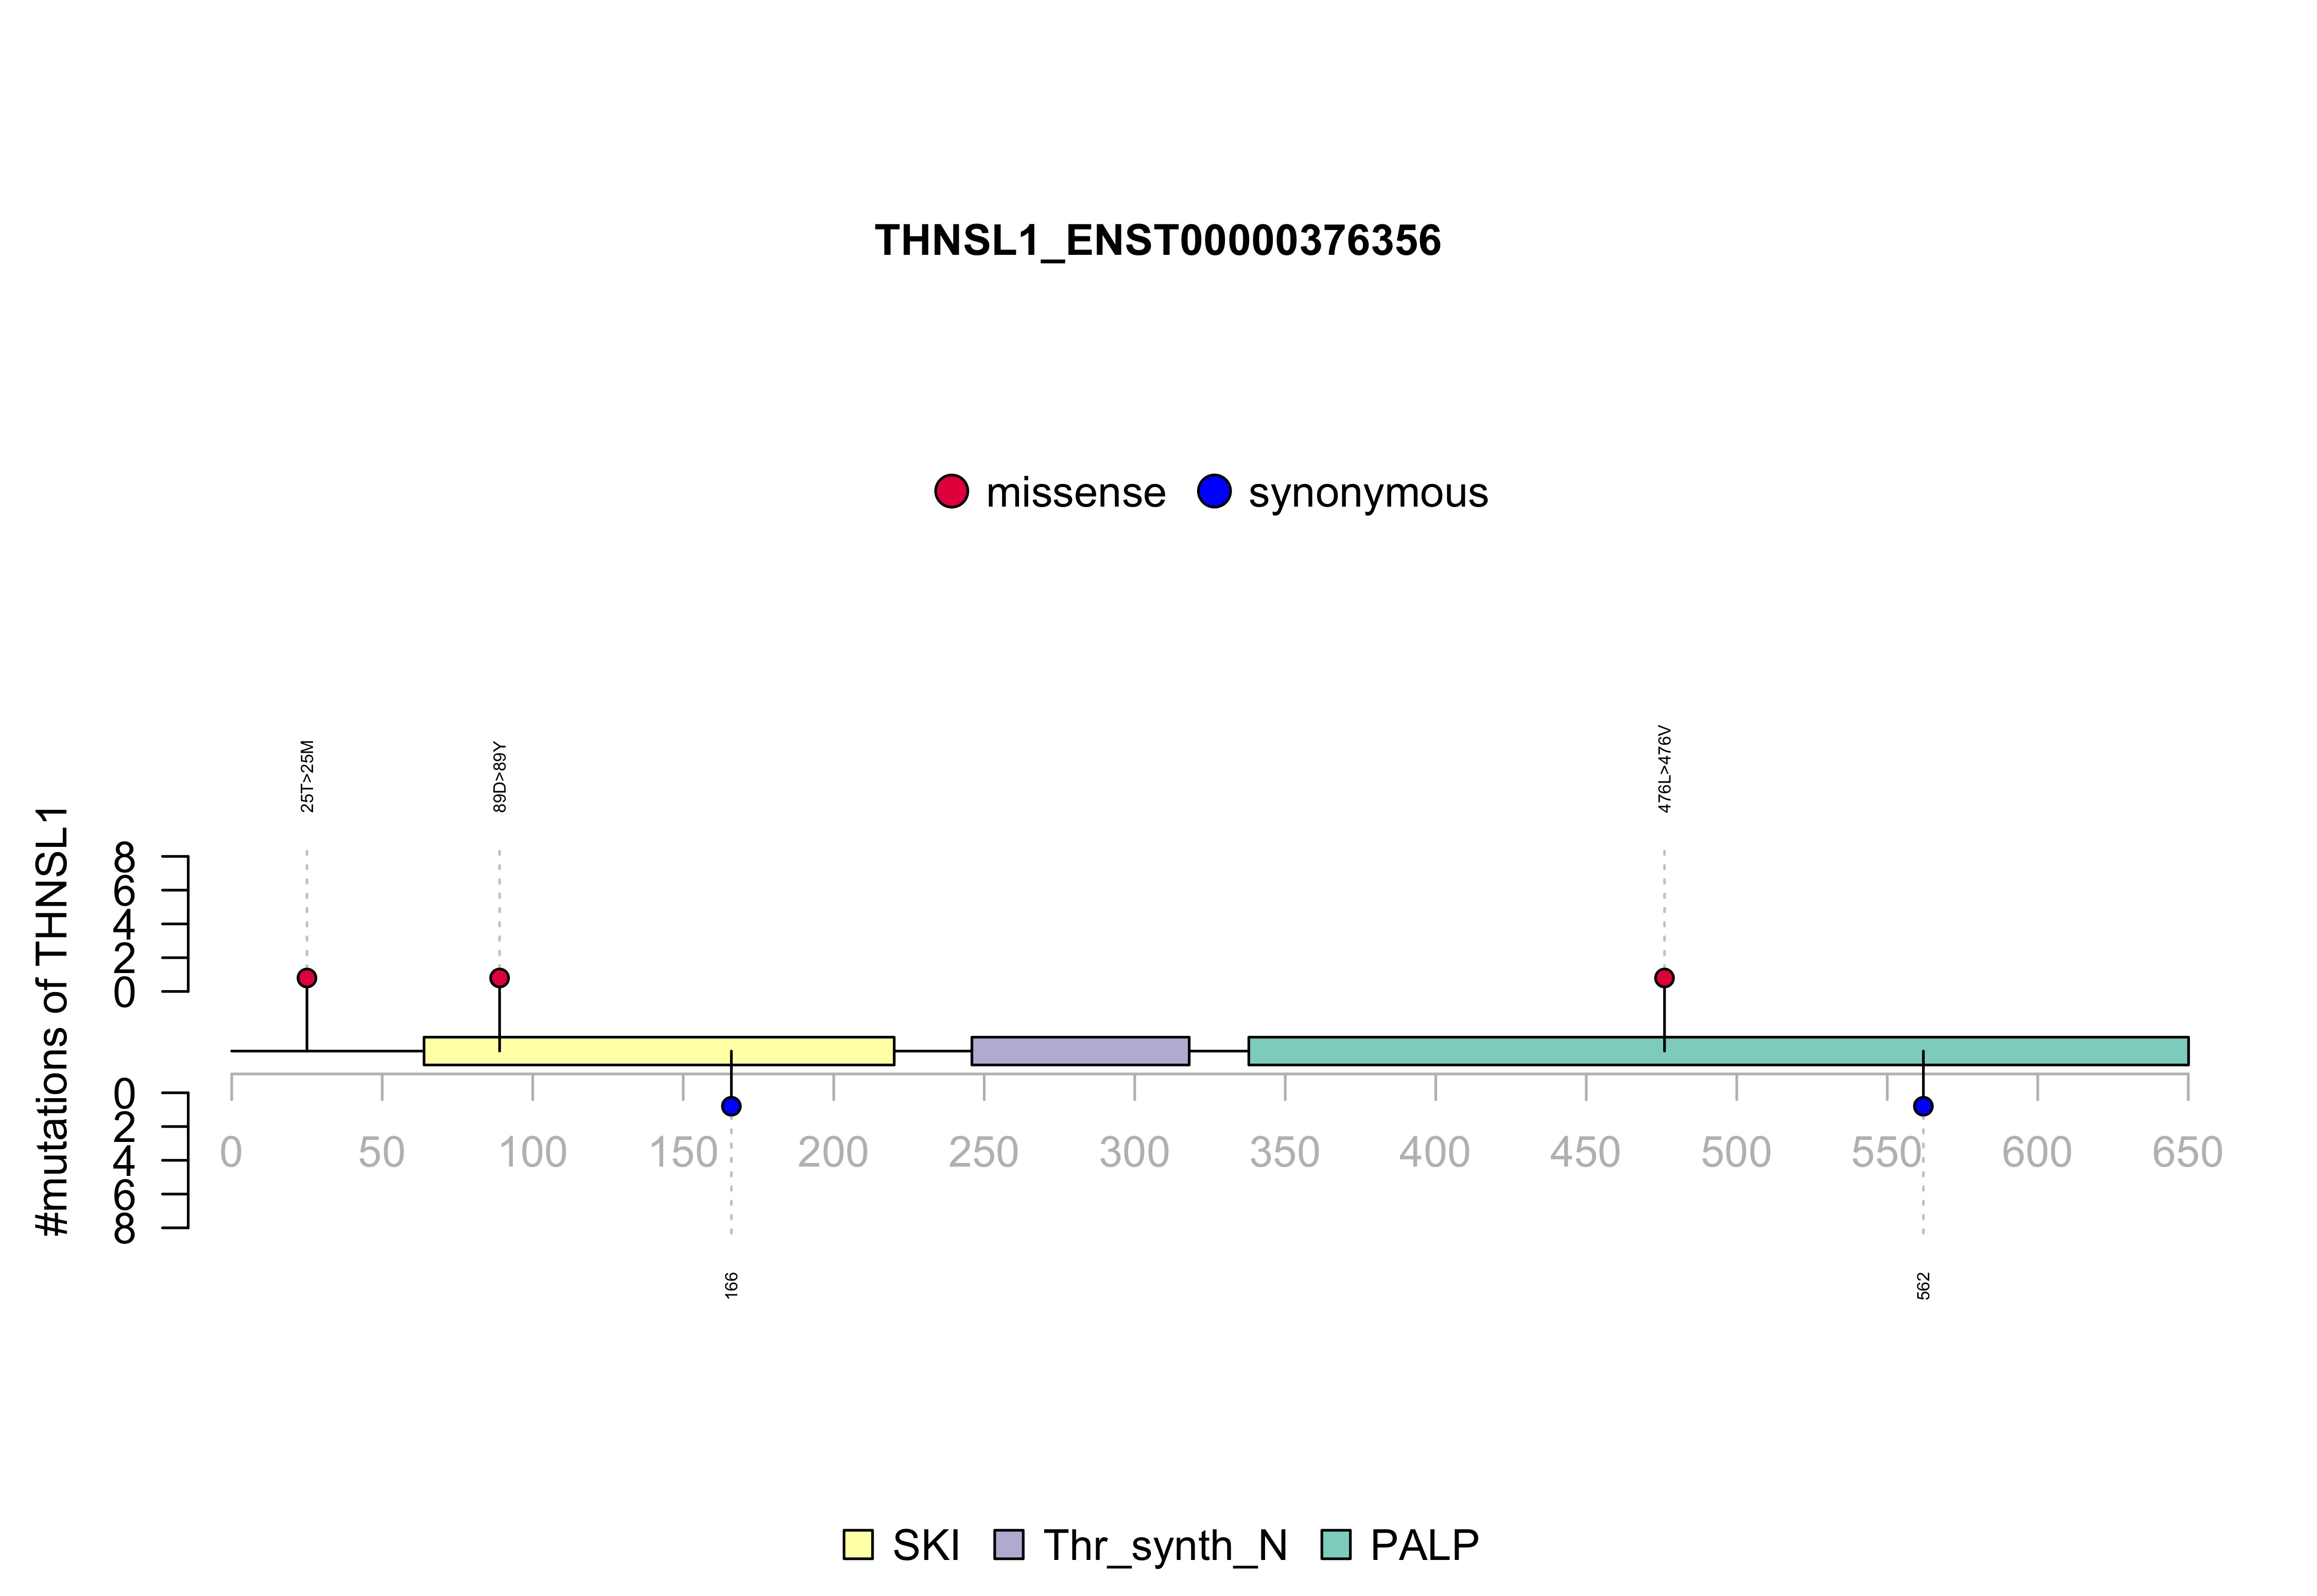 THNSL1_ENST00000376356
missense
synonymous
25T>25M
89D>89Y
476L>476V
#mutations of THNSL1
8
6
4
2
0
0
2
4
6
8
0 50 100 150 200 250 300 350 400 450 500 550 600 650
166
562
SKI
Thr_synth_N
PALP